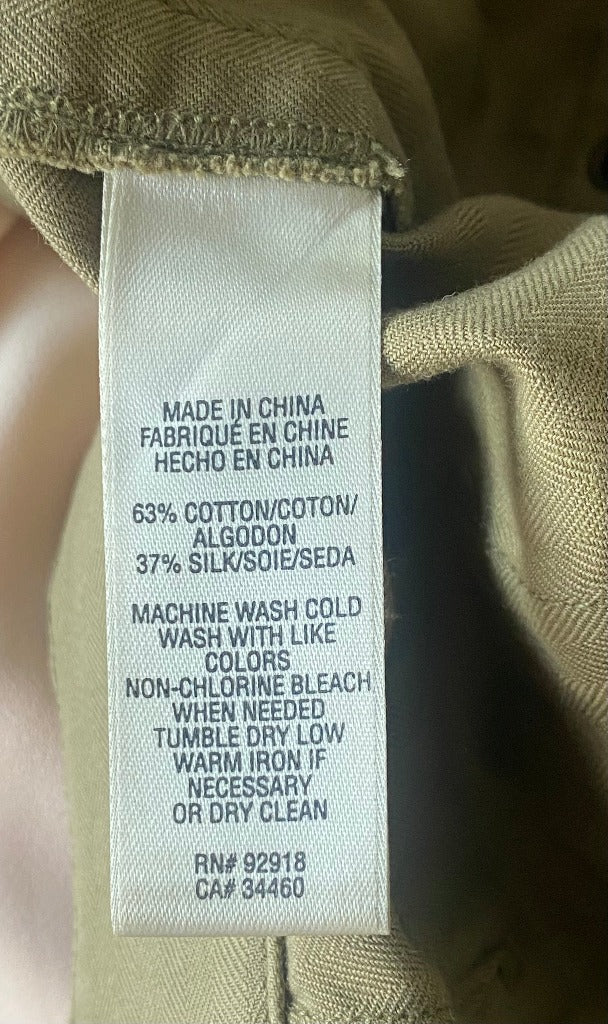 MADE IN CHINA
FABRIQUÉ EN CHINE
HECHO EN CHINA
63% COTTON/COTON/
ALGODON
37% SILK/SOIE/SEDA
MACHINE WASH COLD
WASH WITH LIKE
COLORS
NON-CHLORINE BLEACH
WHEN NEEDED
TUMBLE DRY LOW
WARM IRON IF
NECESSARY
OR DRY CLEAN
RN# 92918
CA# 34460